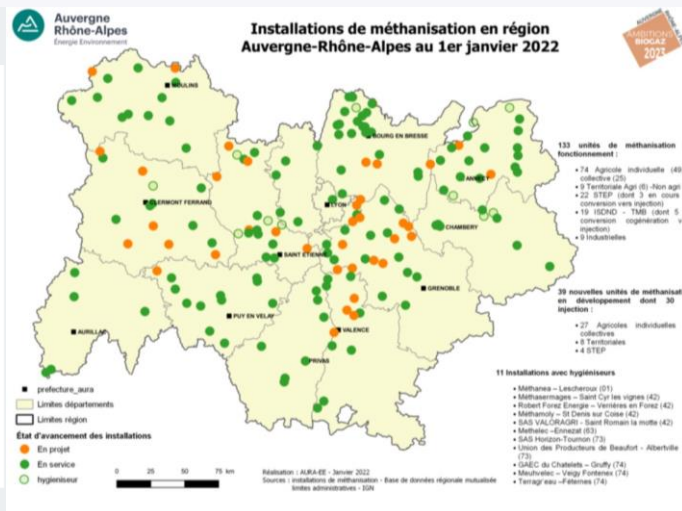 Auvergne
Rhône-Alpes
Énergie Environnement
Installations de méthanisation en région
Auvergne-Rhône-Alpes au 1er janvier 2022
AMBITIONS
BIOGAZ
2023
MOULINS
BOURG EN BRESSE
ANNECY
CLERMONT FERRAND
LYON
CHAMBERY
SAINT ETIENNE
GRENOBLE
PUY EN VELAY
VALENCE
AURILLAC
PRIVAS
133 unités de méthanisation
fonctionnement :
74 Agricole individuelle (49
collective (25)
9 Territoriale Agri (6) -Non agri
22 STEP (dont 3 en cours
conversion vers injection)
19 ISDND - TMB (dont 5
conversion cogénération v
injection)
9 Industrielles
39 nouvelles unités de méthanisat
en développement dont 30
injection :
27 Agricoles individuelles
collectives
8 Territoriales
4 STEP
11 Installations avec hygiéniseurs
Méthanea – Lescheroux (01)
Méthasermages – Saint Cyr les vignes (42)
Robert Forez Energie – Verrières en Forez (42)
Méthamoly – St Denis sur Coise (42)
SAS VALORAGRI - Saint Romain la motte (42)
Methelec –Ennezat (63)
SAS Horizon-Tournon (73)
Union des Producteurs de Beaufort - Albertville
(73)
GAEC du Chatelets – Gruffy (74)
Meuhvelec – Veigy Fontenex (74)
Terragr'eau –Féternes (74)
prefecture_aura
Limites départements
Limites région
État d'avancement des installations
En projet
En service
hygieniseur
0 25 50 75 km
Réalisation : AURA-EE - Janvier 2022
Sources : installations de méthanisation - Base de données régionale mutualisée
limites administratives - IGN